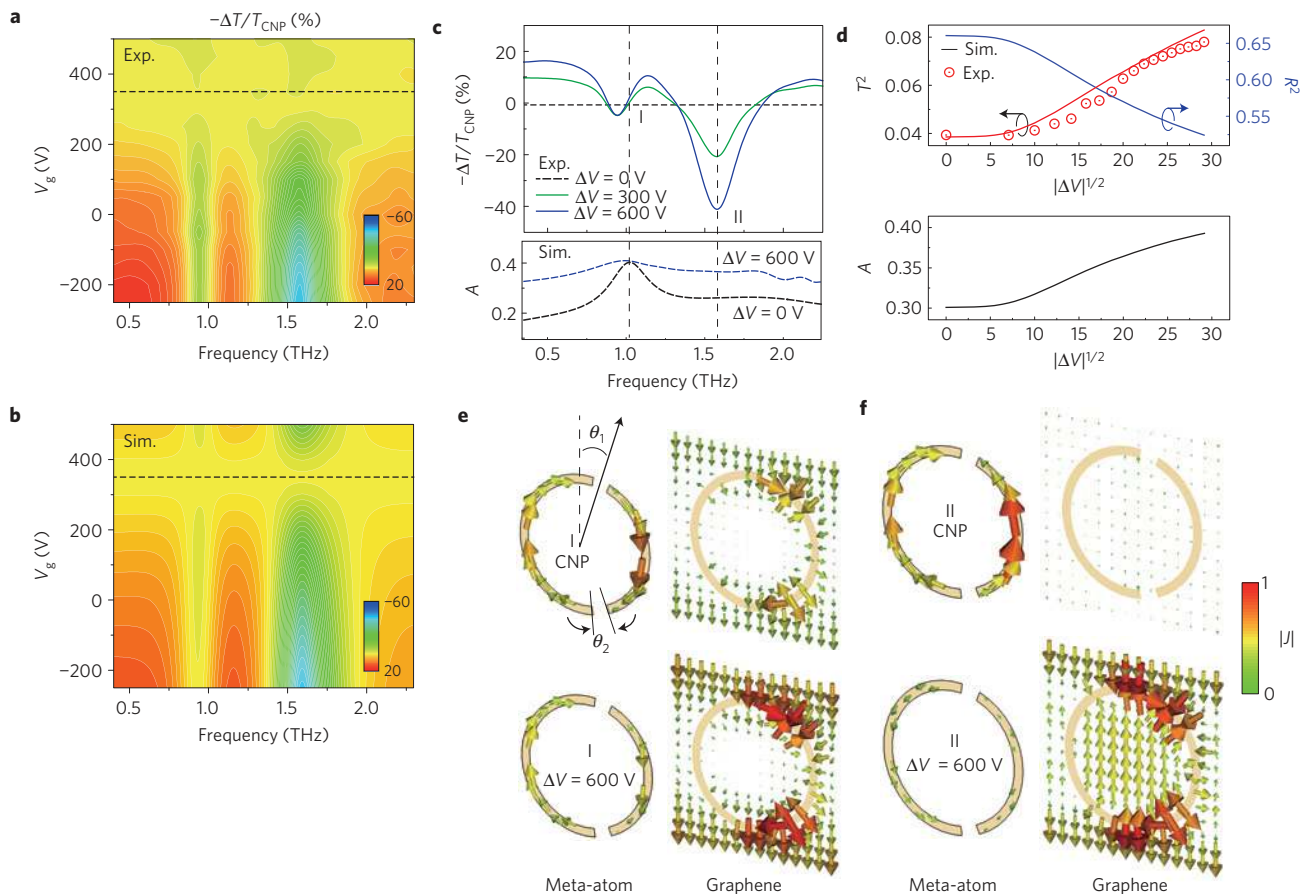 a
−ΔT/T_CNP (%)
Exp.
V_g (V)
400
200
0
−200
−60
20
0.5 1.0 1.5 2.0
Frequency (THz)
b
Sim.
V_g (V)
400
200
0
−200
−60
20
0.5 1.0 1.5 2.0
Frequency (THz)
c
−ΔT/T_CNP (%)
20
0
−20
−40
I
II
Exp.
ΔV = 0 V
ΔV = 300 V
ΔV = 600 V
Sim.
A
0.4
0.2
ΔV = 600 V
ΔV = 0 V
0.5 1.0 1.5 2.0
Frequency (THz)
d
T²
0.08
0.06
0.04
Sim.
Exp.
0.65
0.60
0.55
R²
0 5 10 15 20 25 30
|ΔV|^1/2
A
0.40
0.35
0.30
0 5 10 15 20 25 30
|ΔV|^1/2
e
θ₁
I
CNP
θ₂
I
ΔV = 600 V
Meta-atom Graphene
f
II
CNP
II
ΔV = 600 V
Meta-atom Graphene
1
0
|J|